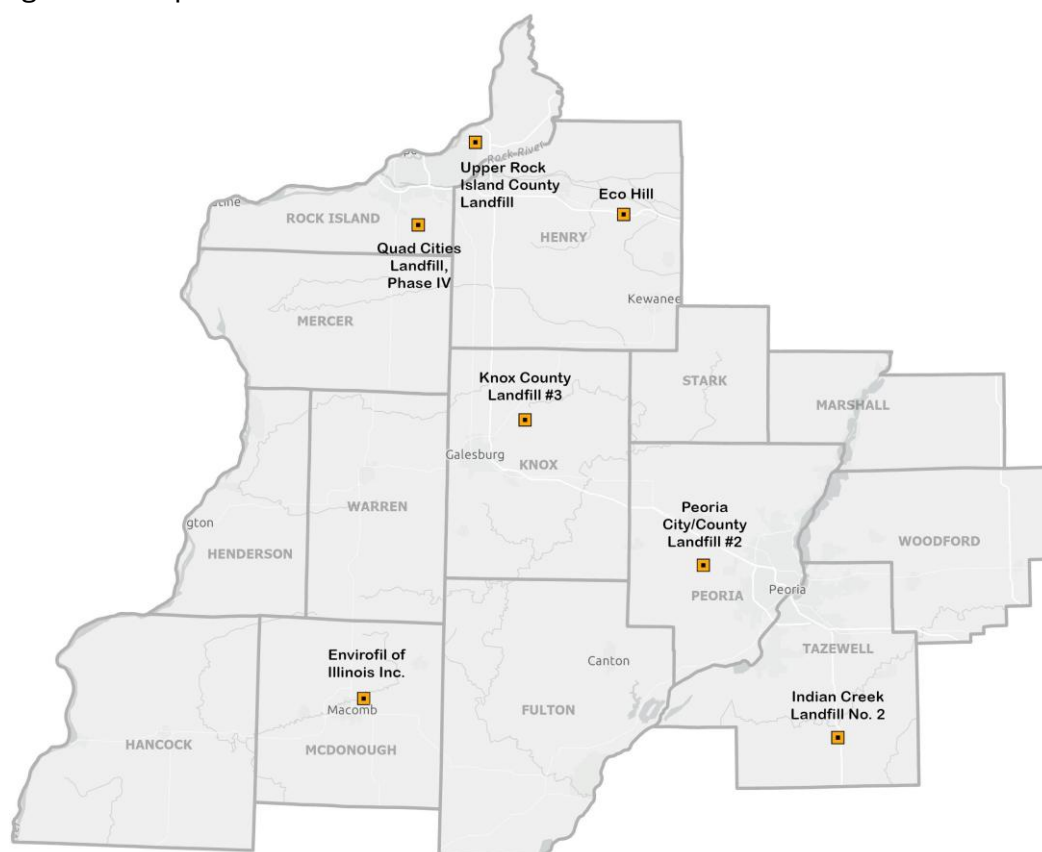 Rock River
Upper Rock
Island County
Landfill
Eco Hill
ROCK ISLAND
HENRY
Quad Cities
Landfill,
Phase IV
Kewanee
MERCER
Knox County
Landfill #3
STARK
MARSHALL
Galesburg
KNOX
WARREN
Peoria
City/County
Landfill #2
gton
HENDERSON
WOODFORD
PEORIA
Peoria
Envirofil of
Illinois Inc.
Canton
TAZEWELL
Macomb
FULTON
Indian Creek
Landfill No. 2
HANCOCK
MCDONOUGH